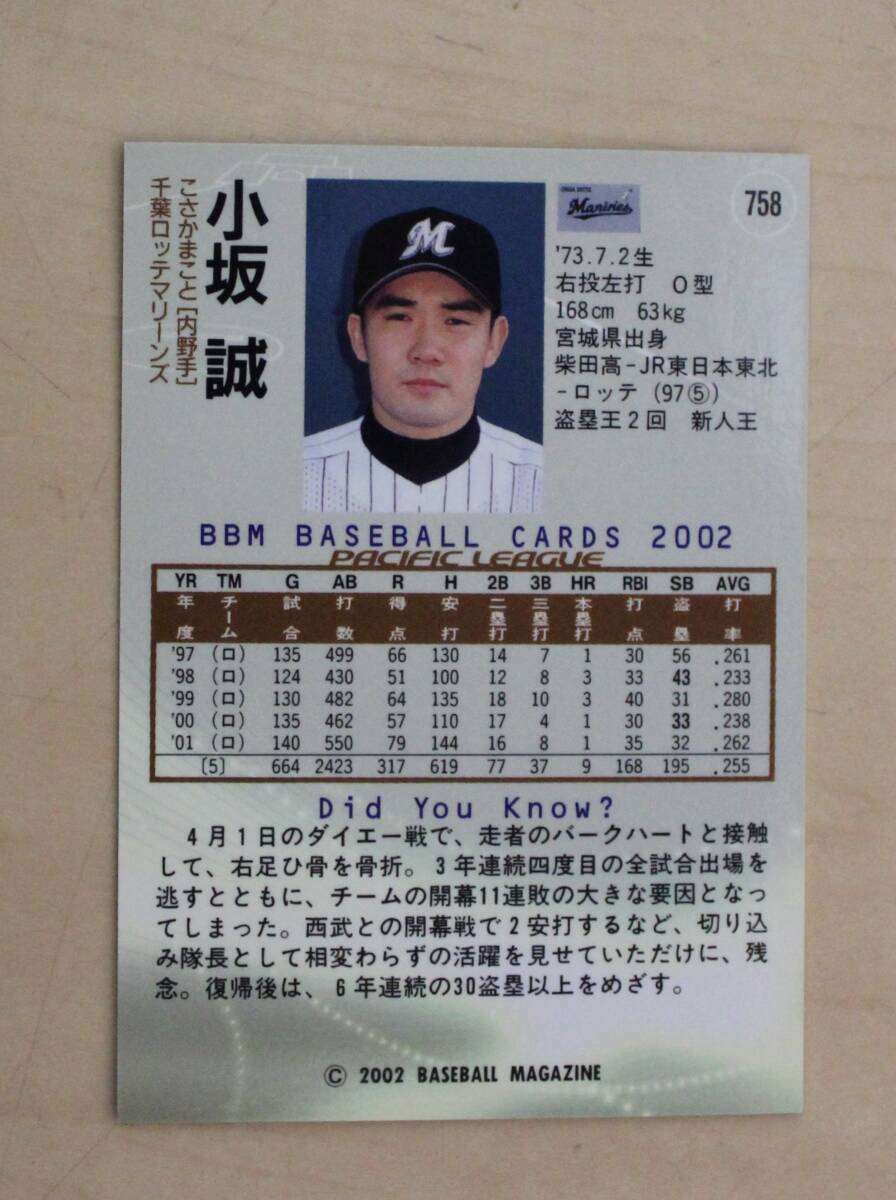 758
小坂 誠
こさかまこと[内野手]
千葉ロッテマリーンズ
M
Marines
'73.7.2生
右投左打 O型
168cm 63kg
宮城県出身
柴田高-JR東日本東北
-ロッテ (97⑤)
盗塁王2回 新人王
BBM BASEBALL CARDS 2002
PACIFIC LEAGUE
YR TM G AB R H 2B 3B HR RBI SB AVG
年度 チーム 試合 打数 得点 安打 二塁打 三塁打 本塁打 打点 盗塁 打率
'97 (ロ) 135 499 66 130 14 7 1 30 56 .261
'98 (ロ) 124 430 51 100 12 8 3 33 43 .233
'99 (ロ) 130 482 64 135 18 10 3 40 31 .280
'00 (ロ) 135 462 57 110 17 4 1 30 33 .238
'01 (ロ) 140 550 79 144 16 8 1 35 32 .262
[5] 664 2423 317 619 77 37 9 168 195 .255
Did You Know?
4月1日のダイエー戦で、走者のバークハートと接触
して、右足ひ骨を骨折。3年連続四度目の全試合出場を
逃すとともに、チームの開幕11連敗の大きな要因となっ
てしまった。西武との開幕戦で2安打するなど、切り込
み隊長として相変わらずの活躍を見せていただけに、残
念。復帰後は、6年連続の30盗塁以上をめざす。
© 2002 BASEBALL MAGAZINE